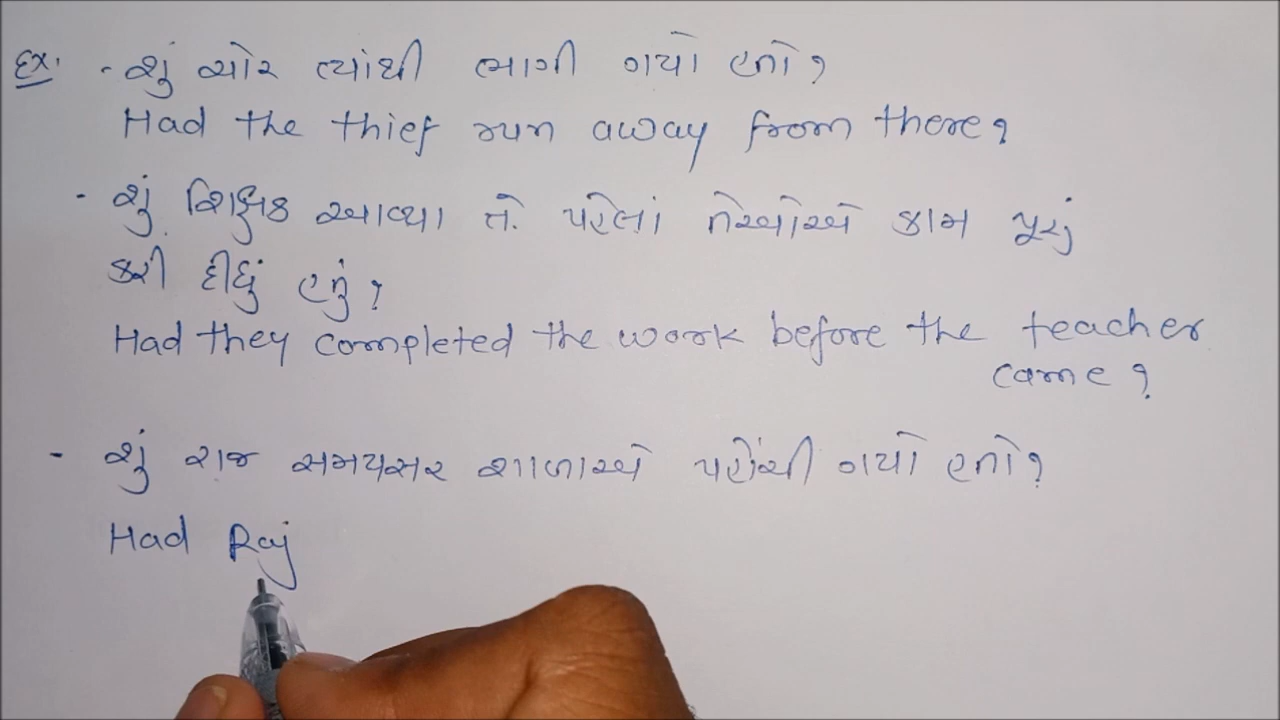 Ex. - શું ચોર ત્યાંથી ભાગી ગયો હતો?
Had the thief run away from there?
- શું શિક્ષક આવ્યા તે પહેલાં તેઓએ કામ પૂરું
કરી દીધું હતું?
Had they completed the work before the teacher
came?
- શું રાજ સમયસર શાળાએ પહોંચી ગયો હતો?
Had Raj